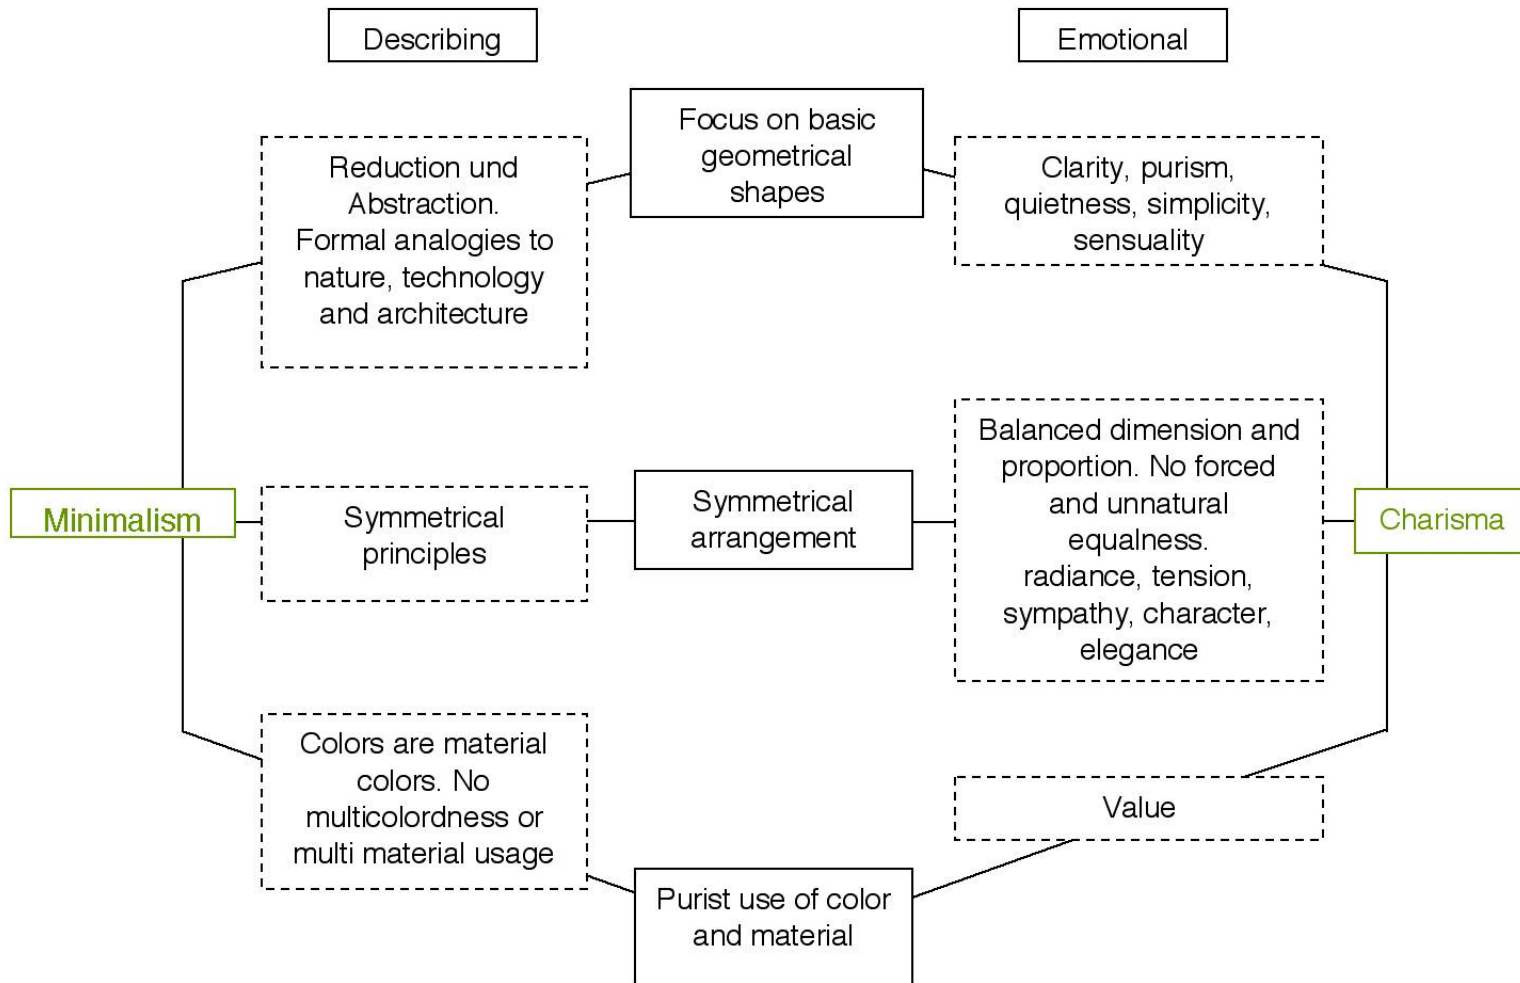 Describing
Emotional
Focus on basic
geometrical
shapes
Reduction und
Abstraction.
Formal analogies to
nature, technology
and architecture
Clarity, purism,
quietness, simplicity,
sensuality
Minimalism
Symmetrical
principles
Symmetrical
arrangement
Balanced dimension and
proportion. No forced
and unnatural
equalness.
radiance, tension,
sympathy, character,
elegance
Charisma
Colors are material
colors. No
multicolordness or
multi material usage
Purist use of color
and material
Value